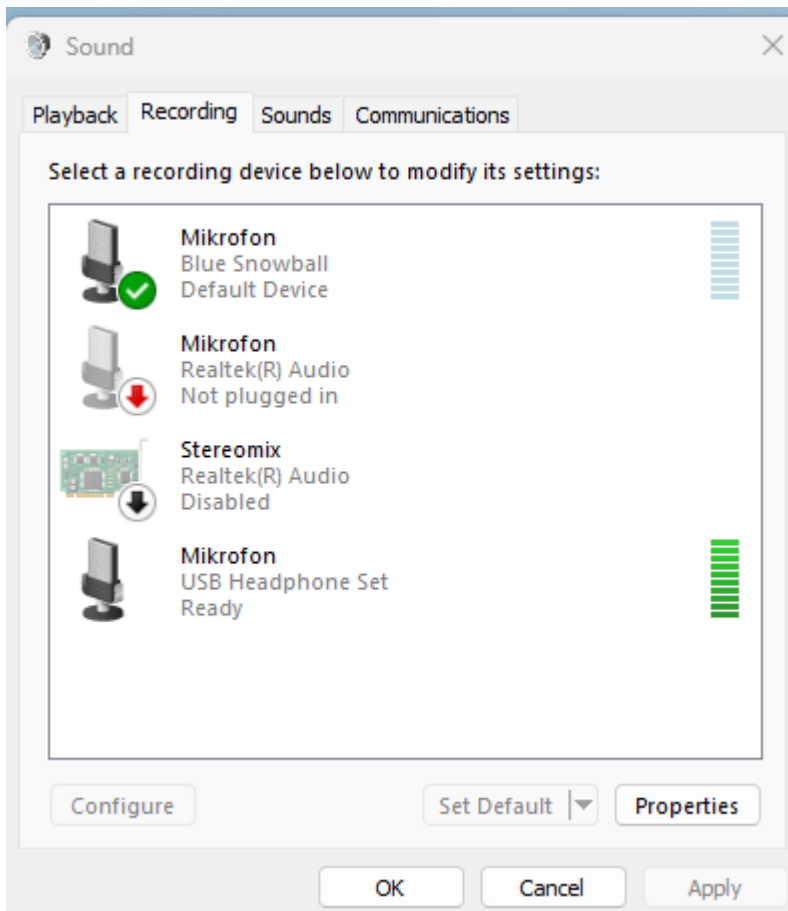 Sound
Playback Recording Sounds Communications
Select a recording device below to modify its settings:
Mikrofon
Blue Snowball
Default Device
Mikrofon
Realtek(R) Audio
Not plugged in
Stereomix
Realtek(R) Audio
Disabled
Mikrofon
USB Headphone Set
Ready
Configure Set Default Properties
OK Cancel Apply